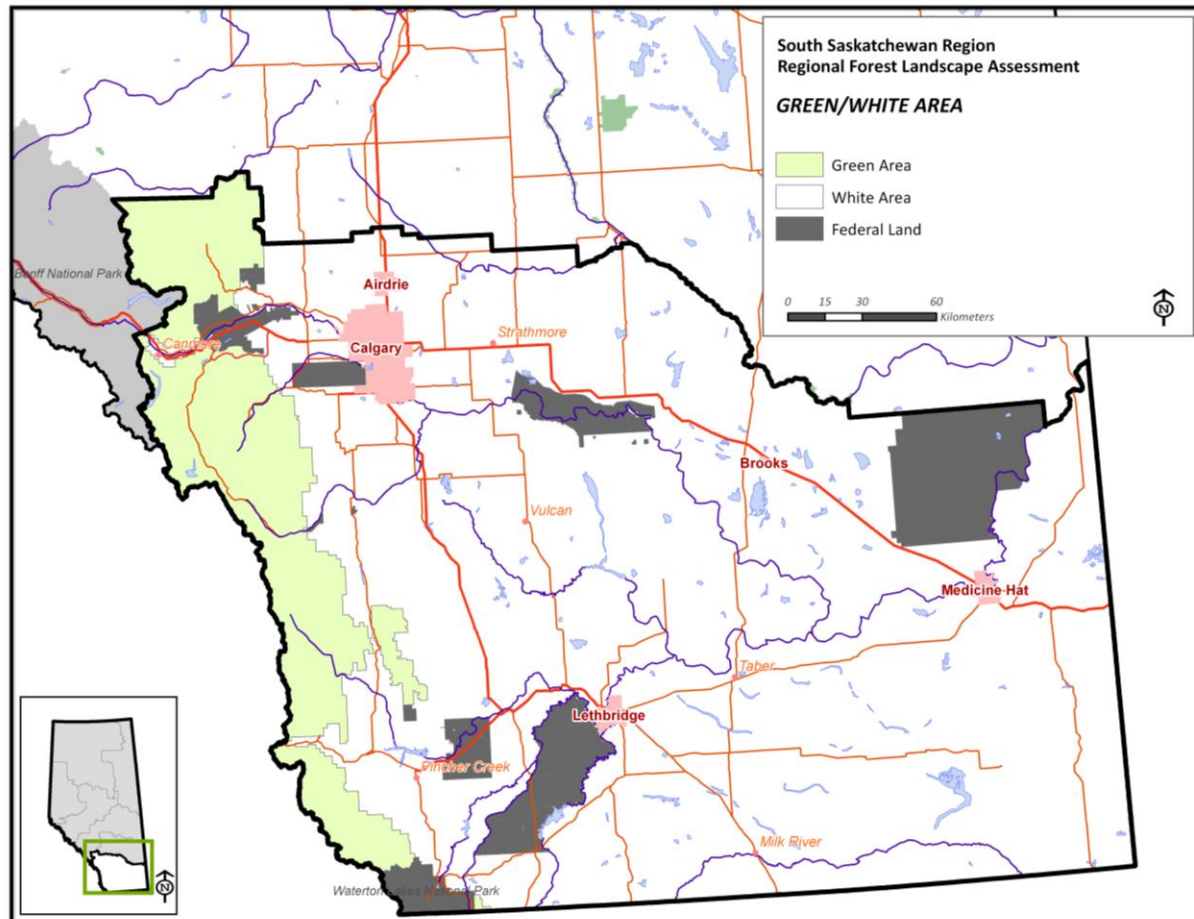 South Saskatchewan Region
Regional Forest Landscape Assessment
GREEN/WHITE AREA
Green Area
White Area
Federal Land
0 15 30 60
Kilometers
N
Banff National Park
Airdrie
Canmore
Calgary
Strathmore
Brooks
Vulcan
Medicine Hat
Taber
Lethbridge
Pincher Creek
Milk River
Waterton Lakes National Park
N